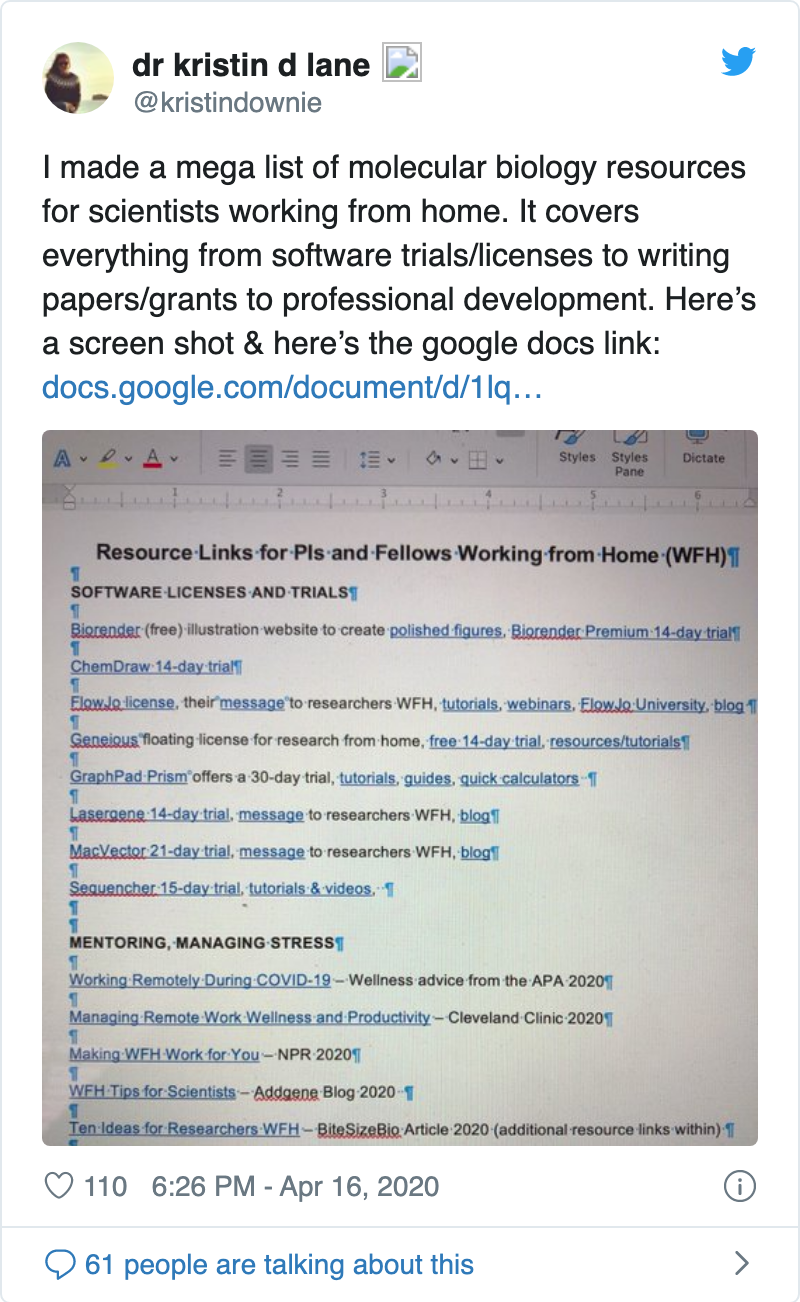 dr kristin d lane
@kristindownie
I made a mega list of molecular biology resources
for scientists working from home. It covers
everything from software trials/licenses to writing
papers/grants to professional development. Here’s
a screen shot & here’s the google docs link:
docs.google.com/document/d/1lq…
A
Styles Styles Pane Dictate
1 2 3 4 5 6
Resource Links for PIs and Fellows Working from Home (WFH)¶
¶
SOFTWARE LICENSES AND TRIALS¶
¶
Biorender (free) illustration website to create polished figures, Biorender Premium 14-day trial¶
¶
ChemDraw 14-day trial¶
¶
FlowJo license, their message to researchers WFH, tutorials, webinars, FlowJo University, blog¶
¶
Geneious floating license for research from home, free 14-day trial, resources/tutorials¶
¶
GraphPad Prism offers a 30-day trial, tutorials, guides, quick calculators ¶
¶
Lasergene 14-day trial, message to researchers WFH, blog¶
¶
MacVector 21-day trial, message to researchers WFH, blog¶
¶
Sequencher 15-day trial, tutorials & videos, ¶
¶
¶
MENTORING, MANAGING STRESS¶
¶
Working Remotely During COVID-19 – Wellness advice from the APA 2020¶
¶
Managing Remote Work Wellness and Productivity – Cleveland Clinic 2020¶
¶
Making WFH Work for You – NPR 2020¶
¶
WFH Tips for Scientists – Addgene Blog 2020 ¶
¶
Ten Ideas for Researchers WFH – BiteSizeBio Article 2020 (additional resource links within) ¶
110 6:26 PM - Apr 16, 2020
61 people are talking about this